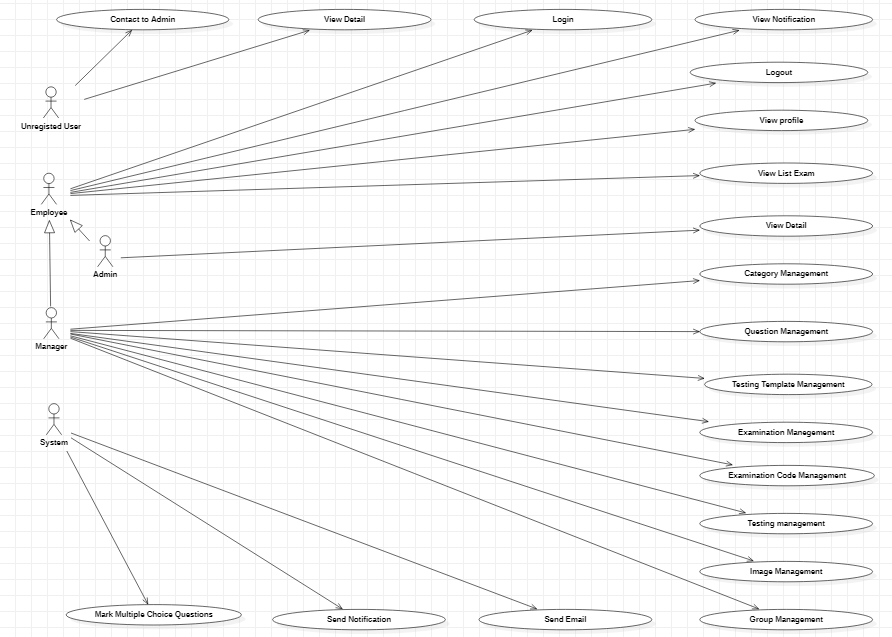 Contact to Admin
View Detail
Login
View Notification
Logout
Unregisted User
View profile
View List Exam
Employee
View Detail
Admin
Category Management
Question Management
Manager
Testing Template Management
Examination Manegement
System
Examination Code Management
Testing management
Image Management
Mark Multiple Choice Questions
Send Notification
Send Email
Group Management